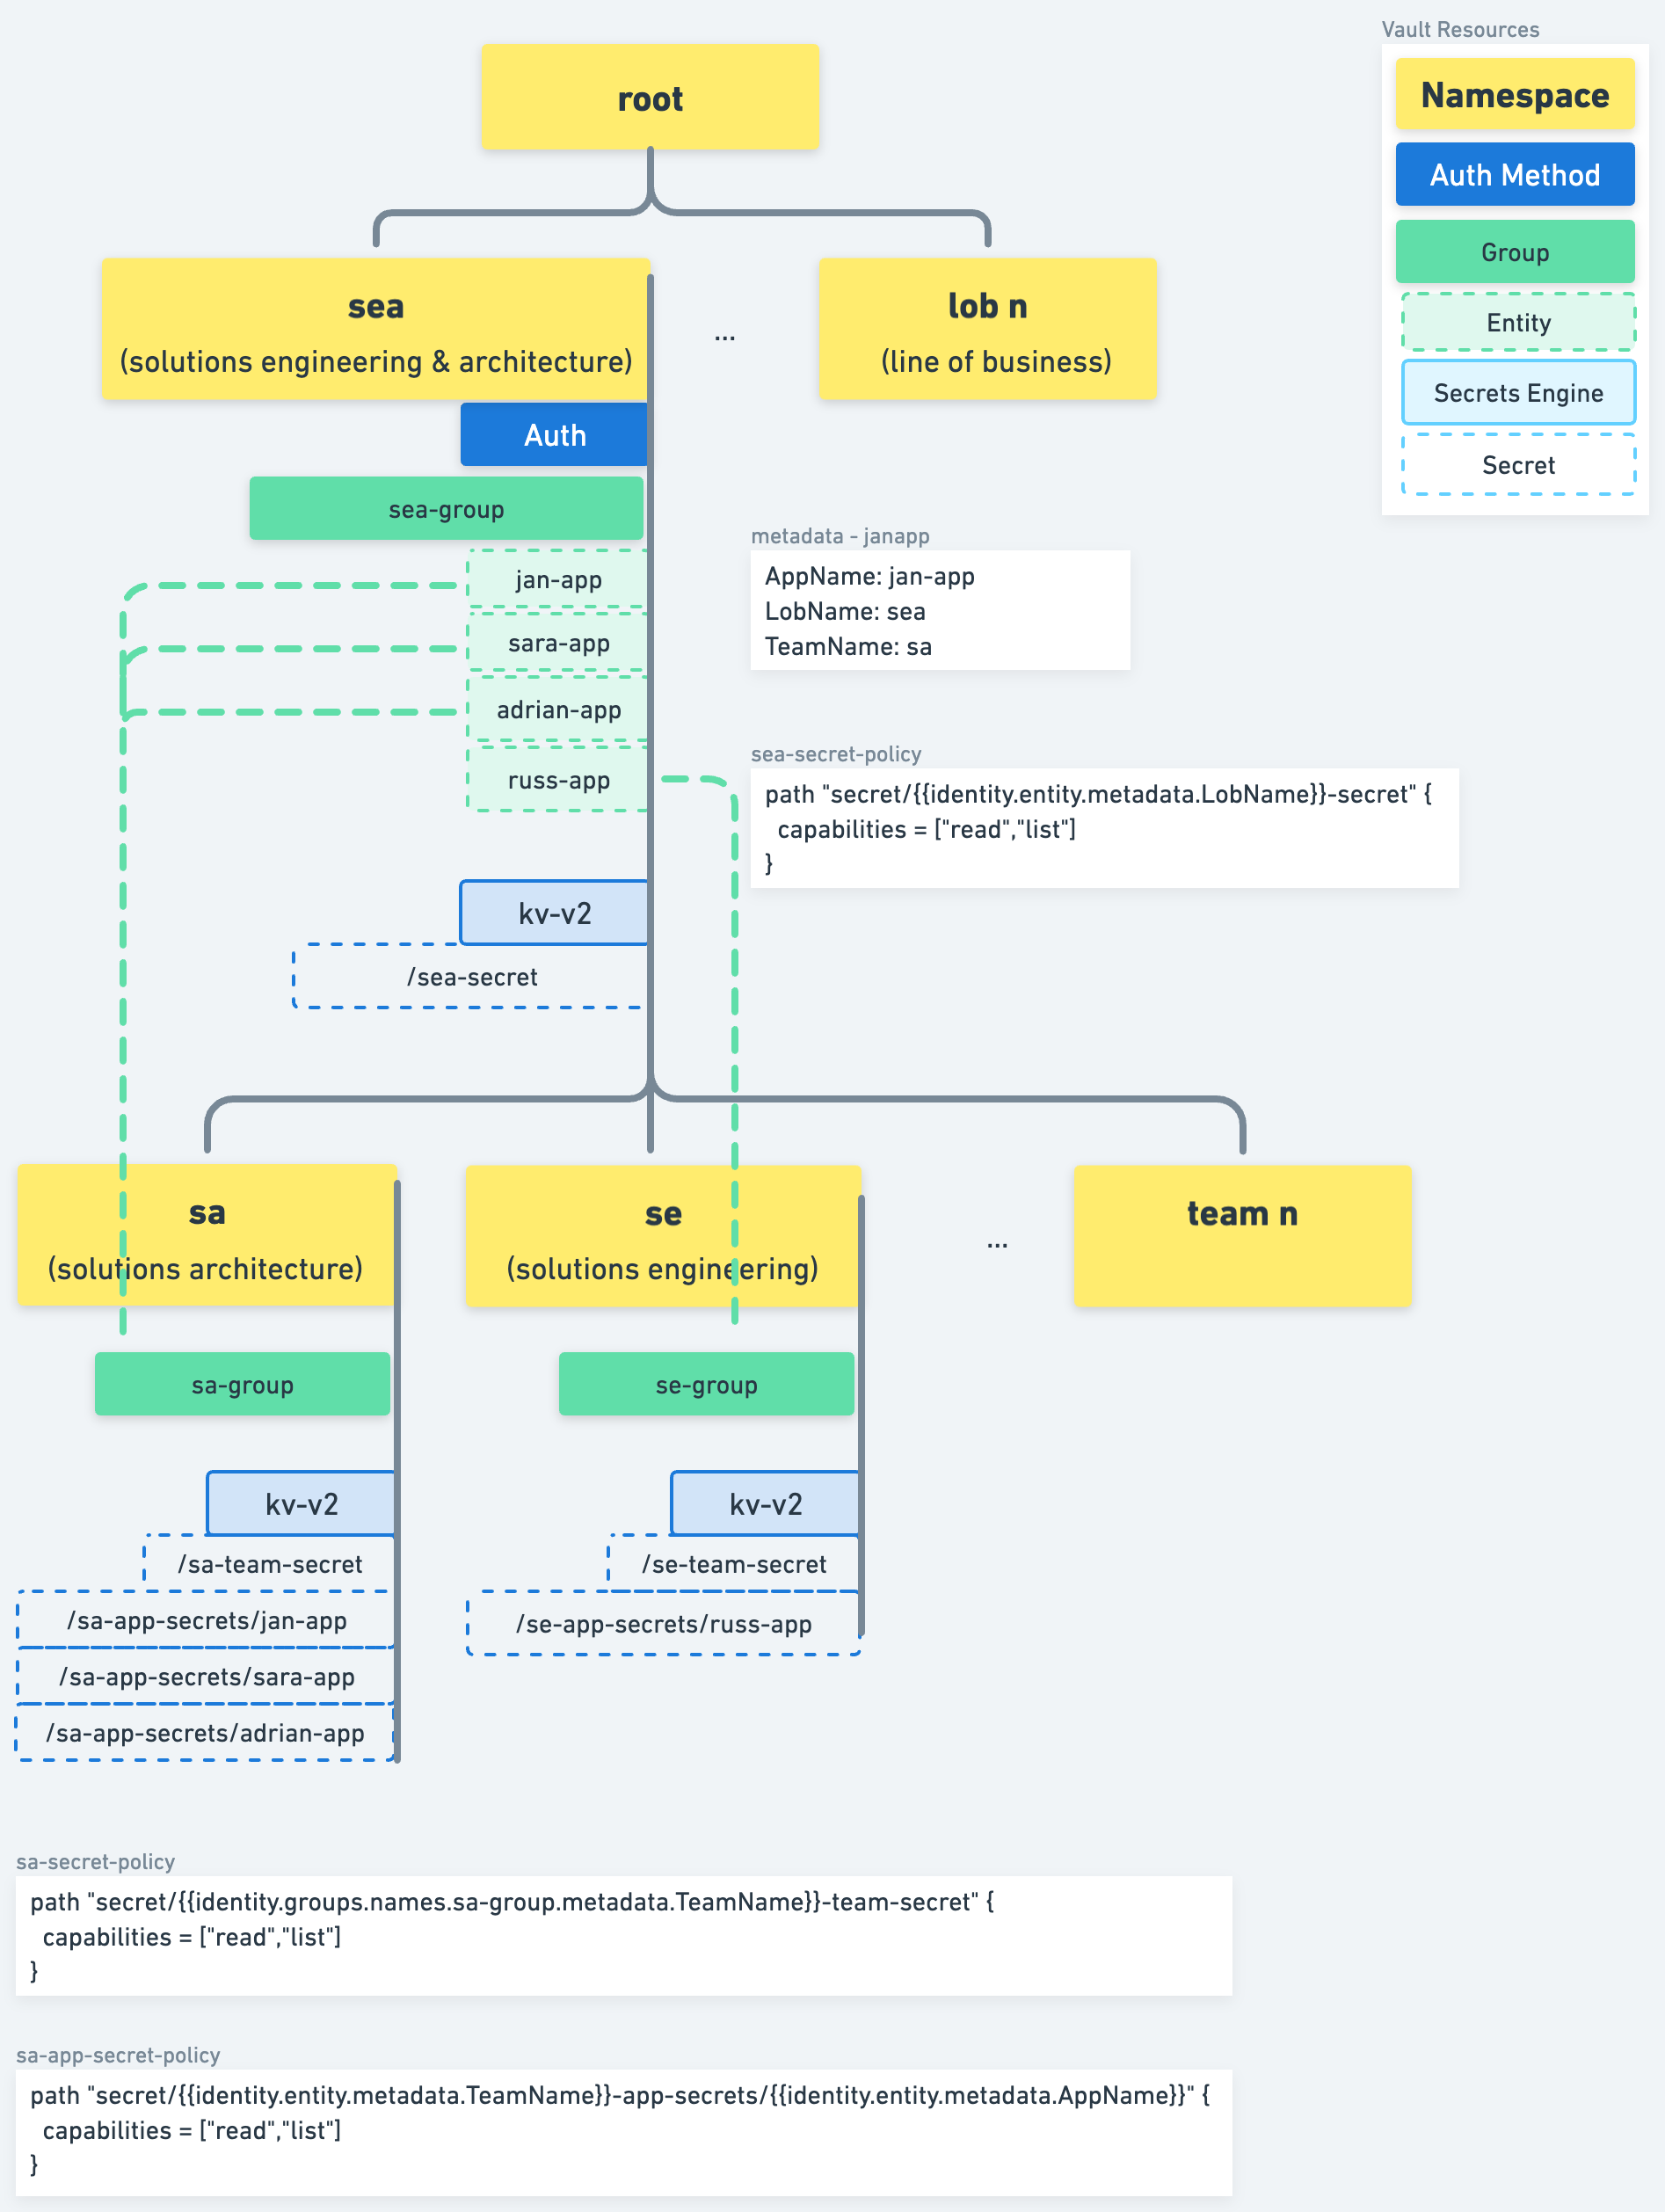 Vault Resources
Namespace
Auth Method
Group
Entity
Secrets Engine
Secret
root
sea
(solutions engineering & architecture)
...
lob n
(line of business)
Auth
sea-group
jan-app
sara-app
adrian-app
russ-app
metadata - janapp
AppName: jan-app
LobName: sea
TeamName: sa
sea-secret-policy
path "secret/{{identity.entity.metadata.LobName}}-secret" {
  capabilities = ["read","list"]
}
kv-v2
/sea-secret
sa
(solutions architecture)
se
(solutions engineering)
...
team n
sa-group
se-group
kv-v2
/sa-team-secret
/sa-app-secrets/jan-app
/sa-app-secrets/sara-app
/sa-app-secrets/adrian-app
kv-v2
/se-team-secret
/se-app-secrets/russ-app
sa-secret-policy
path "secret/{{identity.groups.names.sa-group.metadata.TeamName}}-team-secret" {
  capabilities = ["read","list"]
}
sa-app-secret-policy
path "secret/{{identity.entity.metadata.TeamName}}-app-secrets/{{identity.entity.metadata.AppName}}" {
  capabilities = ["read","list"]
}